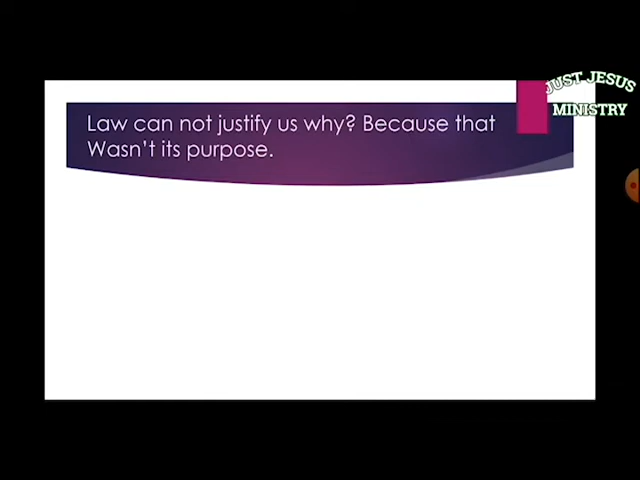 JUST JESUS
MINISTRY
Law can not justify us why? Because that
Wasn't its purpose.